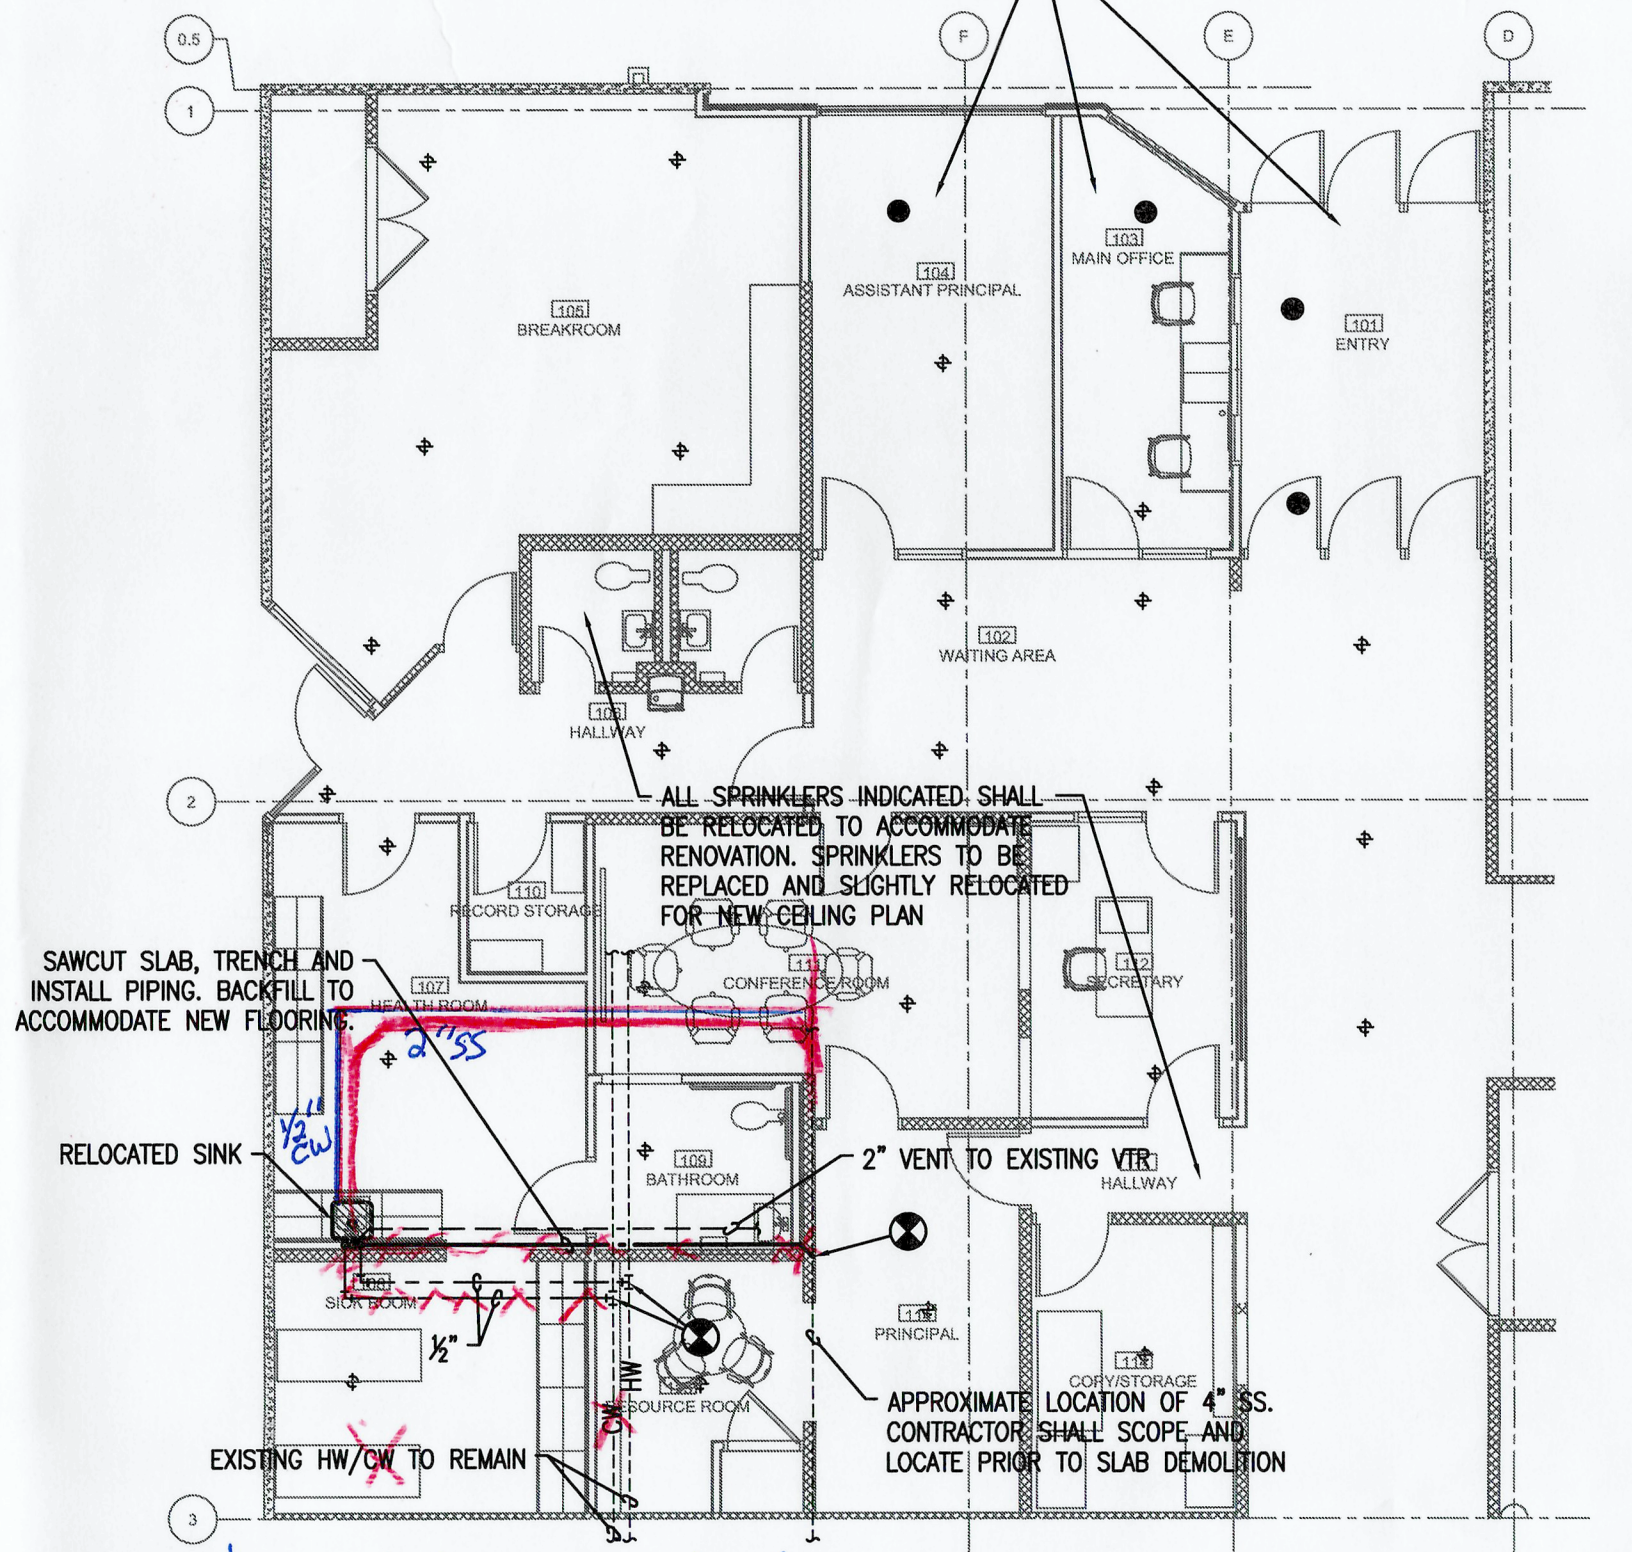 0.5
F
E
D
1
103
MAIN OFFICE
104
ASSISTANT PRINCIPAL
105
BREAKROOM
101
ENTRY
102
WAITING AREA
HALLWAY
2
ALL SPRINKLERS INDICATED SHALL
BE RELOCATED TO ACCOMMODATE
RENOVATION. SPRINKLERS TO BE
REPLACED AND SLIGHTLY RELOCATED
FOR NEW CEILING PLAN
110
RECORD STORAGE
SAWCUT SLAB, TRENCH AND
INSTALL PIPING. BACKFILL TO
ACCOMMODATE NEW FLOORING.
107
HEALTH ROOM
CONFERENCE ROOM
112
SECRETARY
2" SS
1/2"
CW
RELOCATED SINK
109
BATHROOM
2" VENT TO EXISTING VTR
HALLWAY
SICK ROOM
PRINCIPAL
½"
HW
CW
COPY/STORAGE
RESOURCE ROOM
APPROXIMATE LOCATION OF 4" SS.
CONTRACTOR SHALL SCOPE AND
LOCATE PRIOR TO SLAB DEMOLITION
EXISTING HW/CW TO REMAIN
3